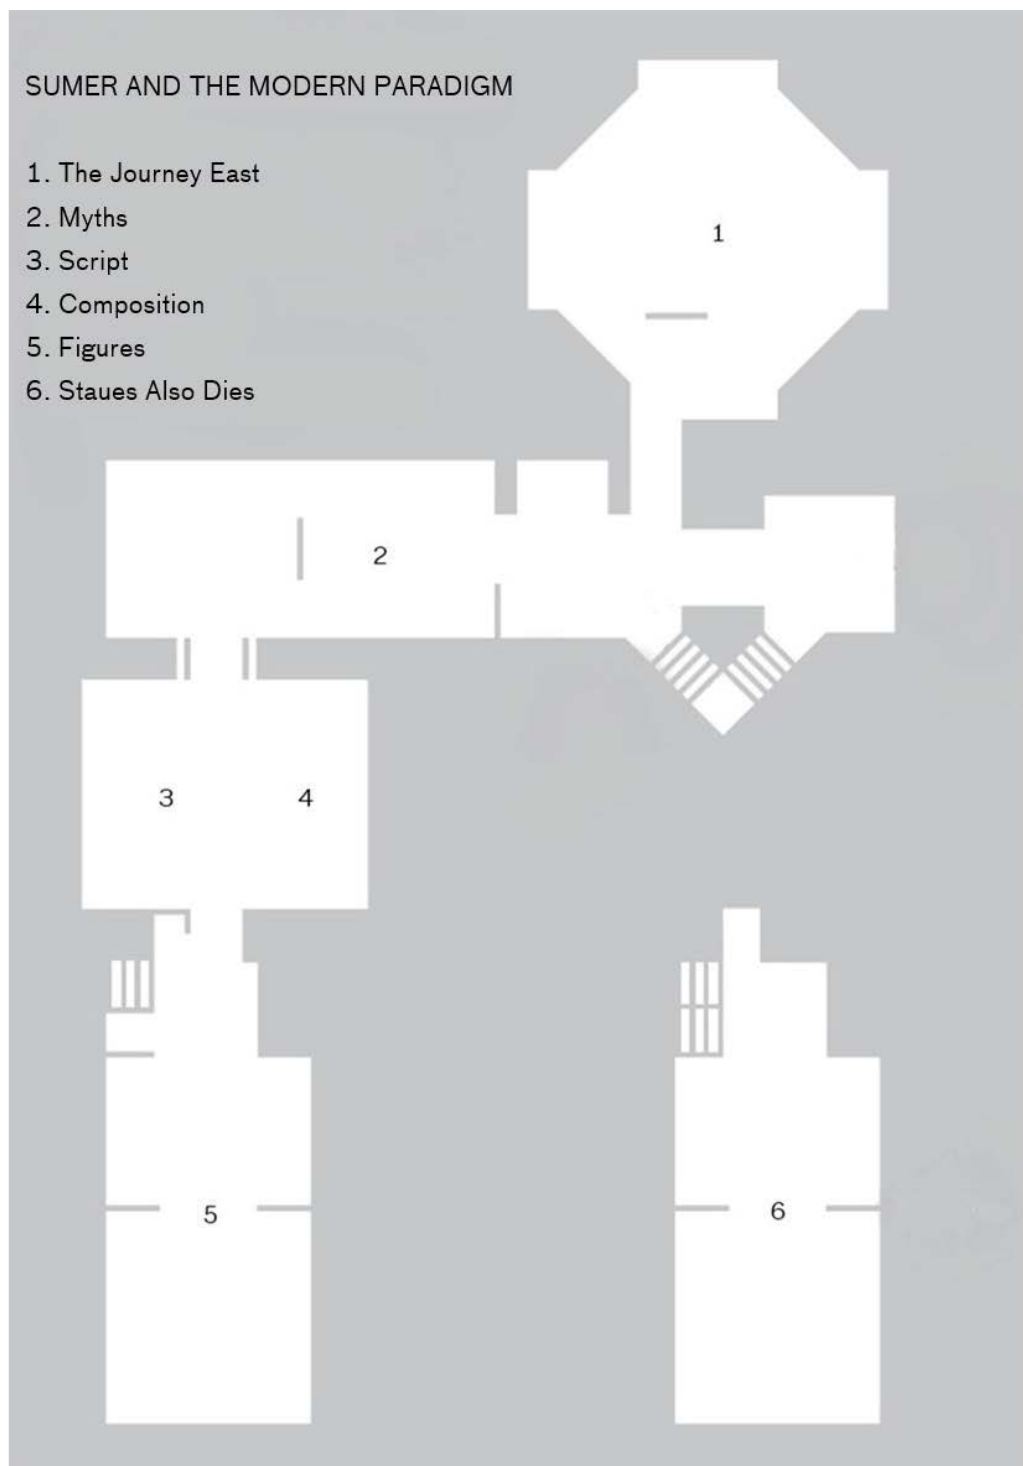 SUMER AND THE MODERN PARADIGM
1. The Journey East
2. Myths
3. Script
4. Composition
5. Figures
6. Staues Also Dies
1
2
3 4
5
6